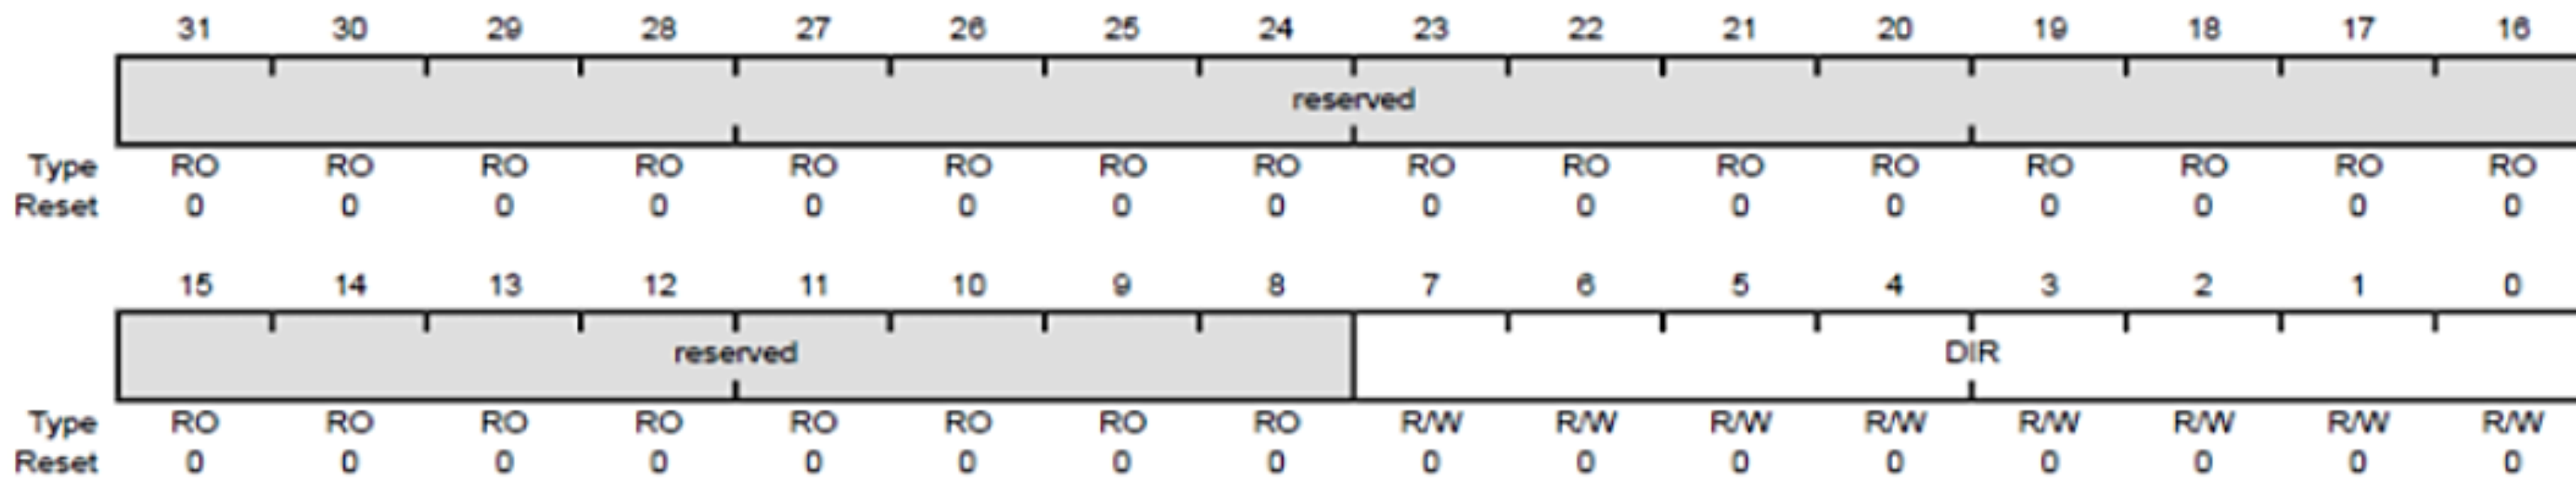 31 30 29 28 27 26 25 24 23 22 21 20 19 18 17 16
reserved
Type RO RO RO RO RO RO RO RO RO RO RO RO RO RO RO RO
Reset 0 0 0 0 0 0 0 0 0 0 0 0 0 0 0 0
15 14 13 12 11 10 9 8 7 6 5 4 3 2 1 0
reserved DIR
Type RO RO RO RO RO RO RO RO R/W R/W R/W R/W R/W R/W R/W R/W
Reset 0 0 0 0 0 0 0 0 0 0 0 0 0 0 0 0